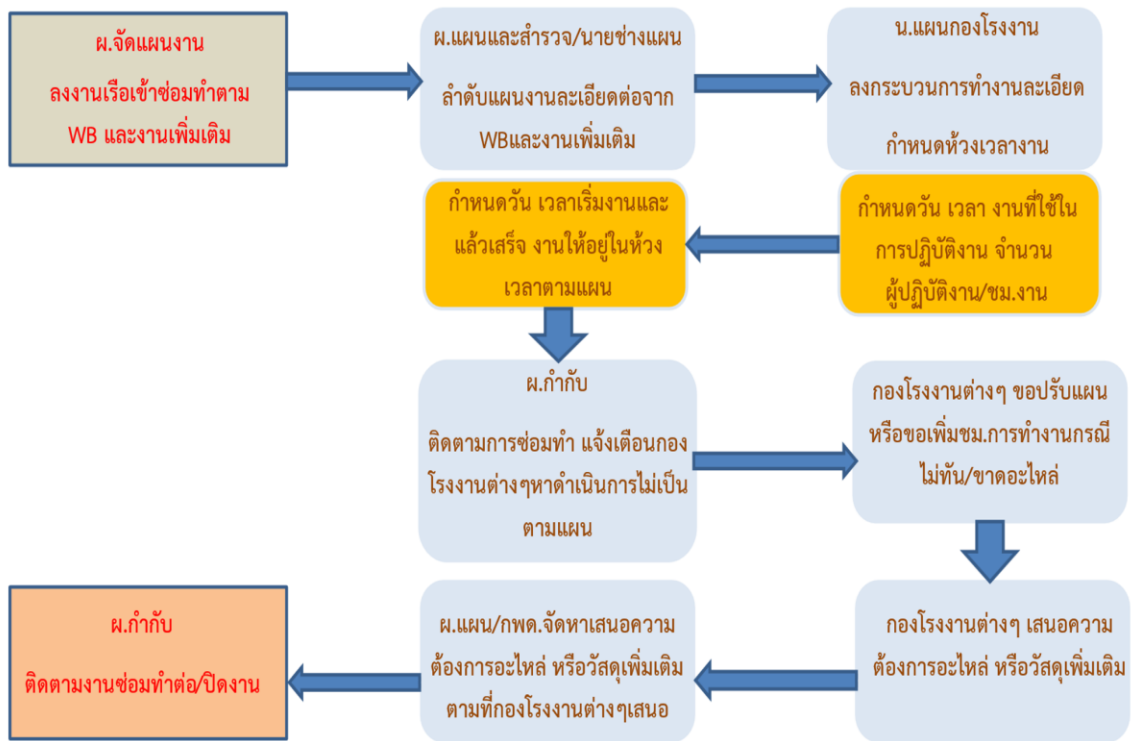 ผ.จัดแผนงาน
ลงงานเรือเข้าซ่อมทำตาม
WB และงานเพิ่มเติม
ผ.แผนและสำรวจ/นายช่างแผน
ลำดับแผนงานละเอียดต่อจาก
WBและงานเพิ่มเติม
น.แผนกองโรงงาน
ลงกระบวนการทำงานละเอียด
กำหนดห้วงเวลางาน
กำหนดวัน เวลา งานที่ใช้ใน
การปฏิบัติงาน จำนวน
ผู้ปฏิบัติงาน/ชม.งาน
กำหนดวัน เวลาเริ่มงานและ
แล้วเสร็จ งานให้อยู่ในห้วง
เวลาตามแผน
ผ.กำกับ
ติดตามการซ่อมทำ แจ้งเตือนกอง
โรงงานต่างๆหาดำเนินการไม่เป็น
ตามแผน
กองโรงงานต่างๆ ขอปรับแผน
หรือขอเพิ่มชม.การทำงานกรณี
ไม่ทัน/ขาดอะไหล่
กองโรงงานต่างๆ เสนอความ
ต้องการอะไหล่ หรือวัสดุเพิ่มเติม
ผ.แผน/กพด.จัดหาเสนอความ
ต้องการอะไหล่ หรือวัสดุเพิ่มเติม
ตามที่กองโรงงานต่างๆเสนอ
ผ.กำกับ
ติดตามงานซ่อมทำต่อ/ปิดงาน